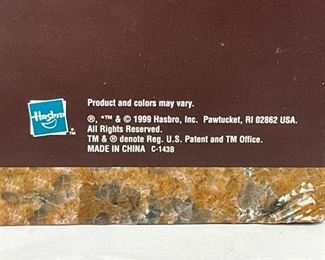 Hasbro
Product and colors may vary.
®, *™ & © 1999 Hasbro, Inc. Pawtucket, RI 02862 USA.
All Rights Reserved.
TM & ® denote Reg. U.S. Patent and TM Office.
MADE IN CHINA C-143B